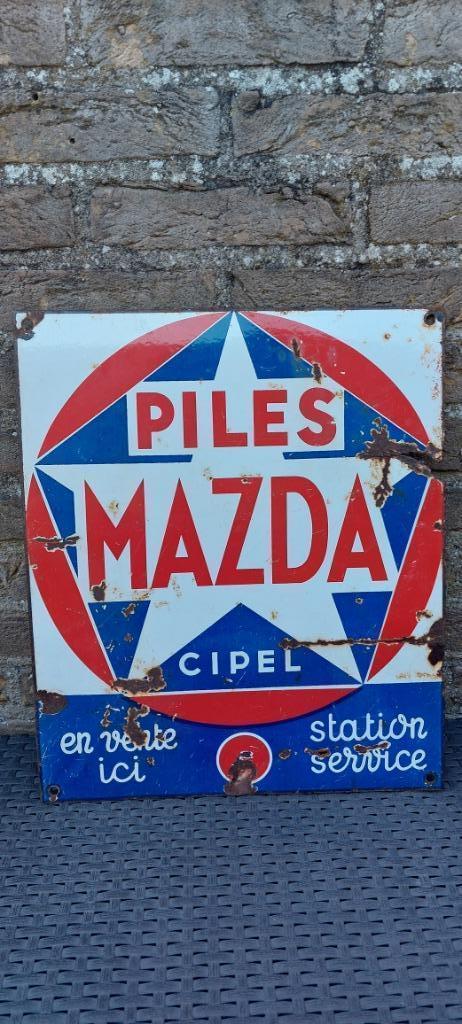 PILES
MAZDA
CIPEL
en vente
ici
station
service